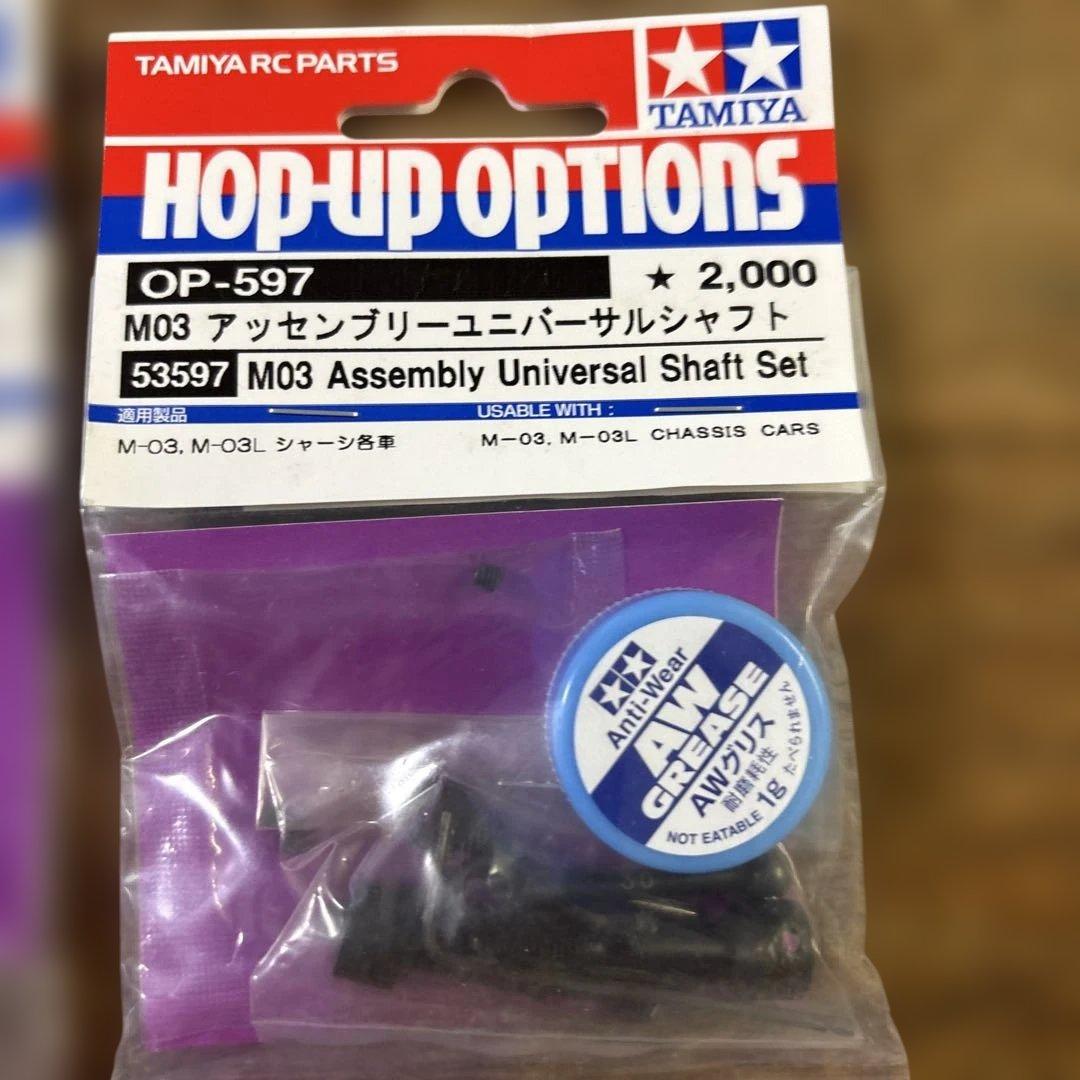 TAMIYA RC PARTS
TAMIYA
HOP-UP OPTIONS
OP-597 ★ 2,000
M03 アッセンブリーユニバーサルシャフト
53597 M03 Assembly Universal Shaft Set
適用製品 USABLE WITH :
M-03, M-03L シャーシ各車 M-03, M-03L CHASSIS CARS
Anti-Wear
AW
GREASE
AWグリス
耐磨耗性
1g たべられません
NOT EATABLE